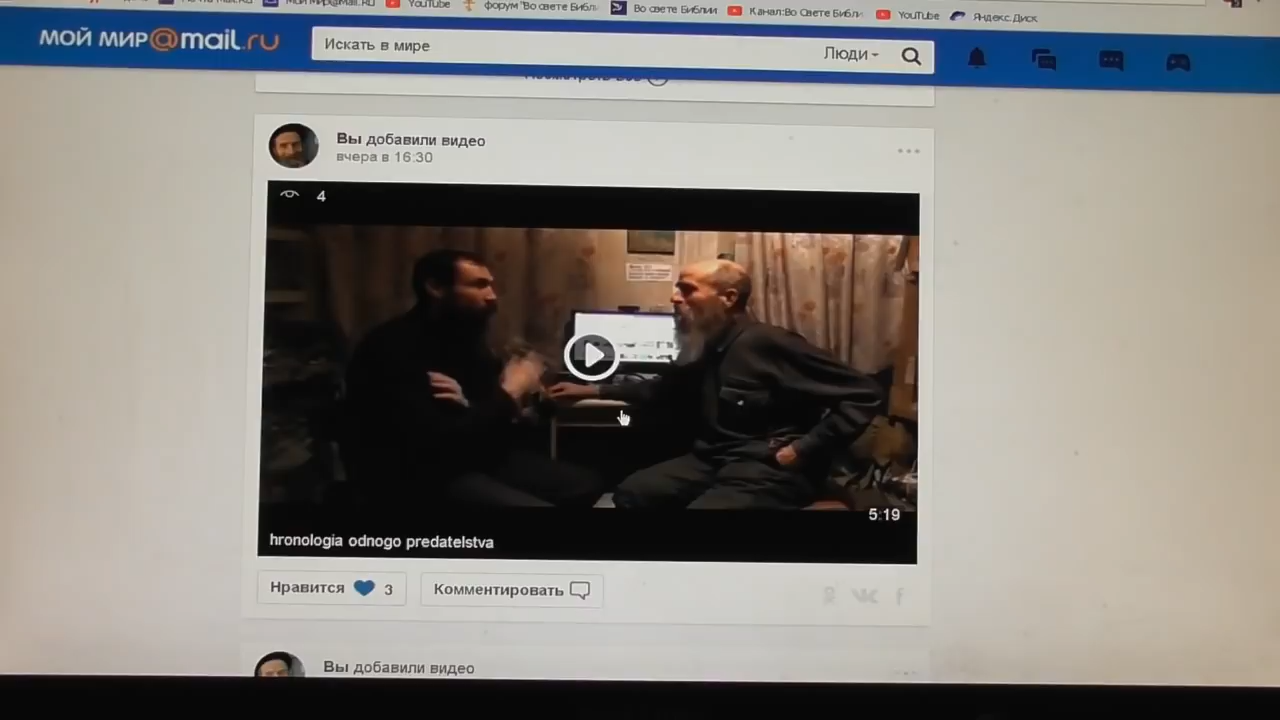 YouTube
форум "Во свете Библи
Во свете Библии
Канал:Во Свете Библи
YouTube
Яндекс.Диск
МОЙ МИР@mail.ru
Искать в мире
Люди
Вы добавили видео
вчера в 16:30
4
5:19
hronologia odnogo predatelstva
Нравится 3
Комментировать
Вы добавили видео